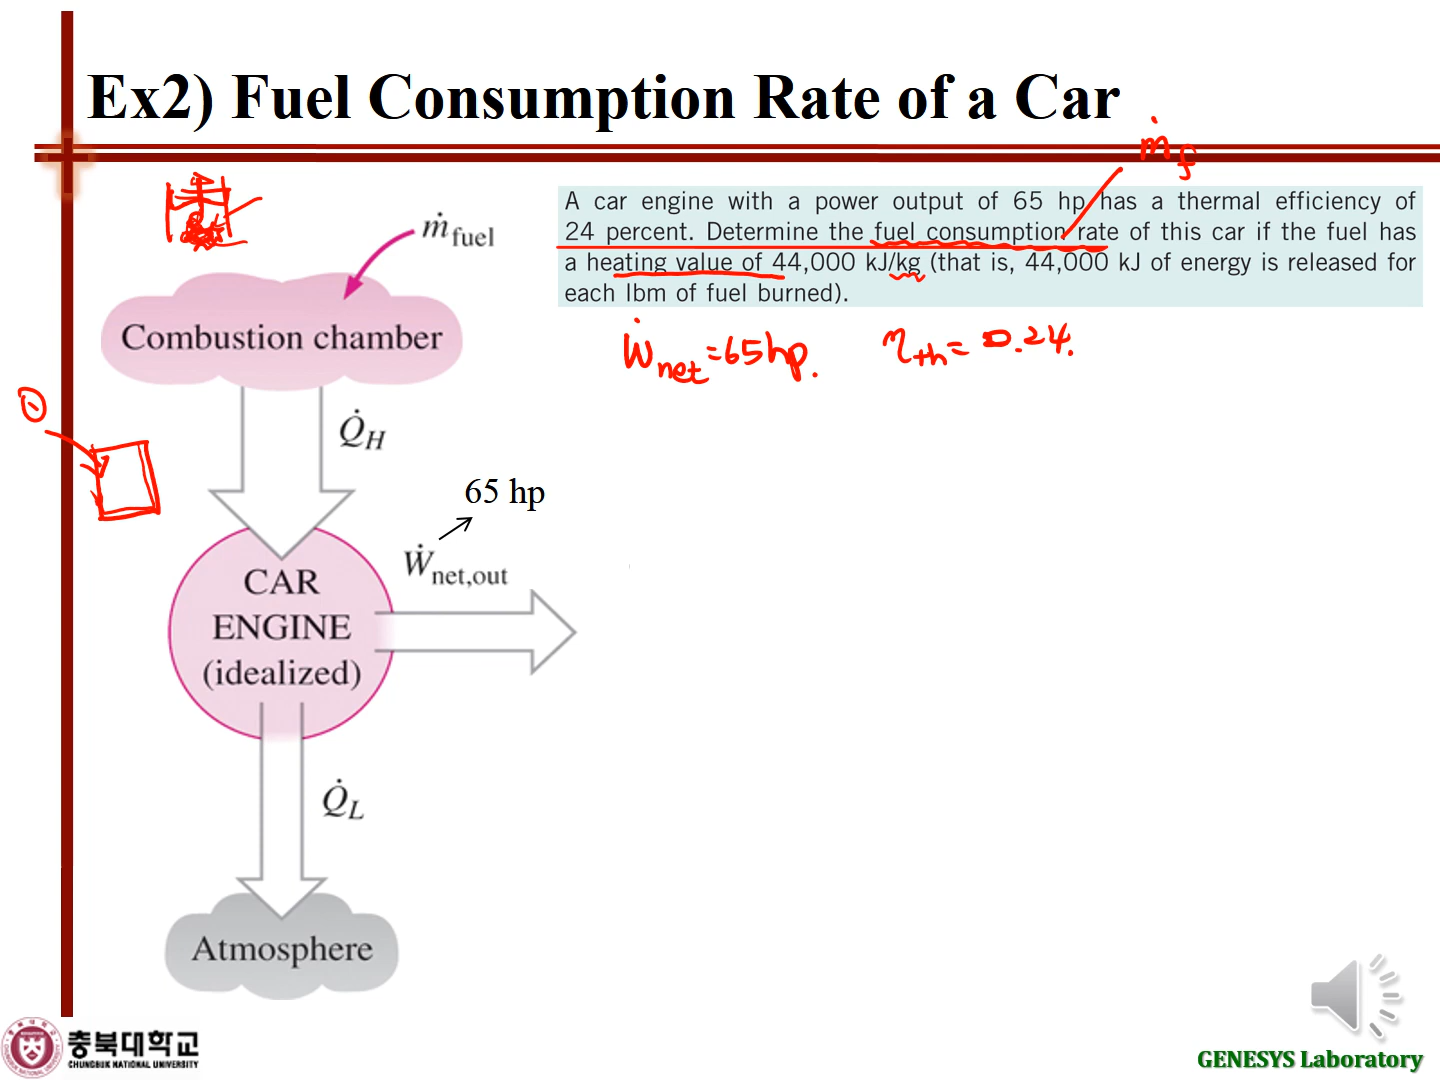 Ex2) Fuel Consumption Rate of a Car
ṁf
A car engine with a power output of 65 hp has a thermal efficiency of
24 percent. Determine the fuel consumption rate of this car if the fuel has
a heating value of 44,000 kJ/kg (that is, 44,000 kJ of energy is released for
each lbm of fuel burned).
Ẇnet = 65 hp. ηth = 0.24.
ṁfuel
Combustion chamber
①
Q̇H
65 hp
Ẇnet,out
CAR
ENGINE
(idealized)
Q̇L
Atmosphere
충북대학교
CHUNGBUK NATIONAL UNIVERSITY
GENESYS Laboratory